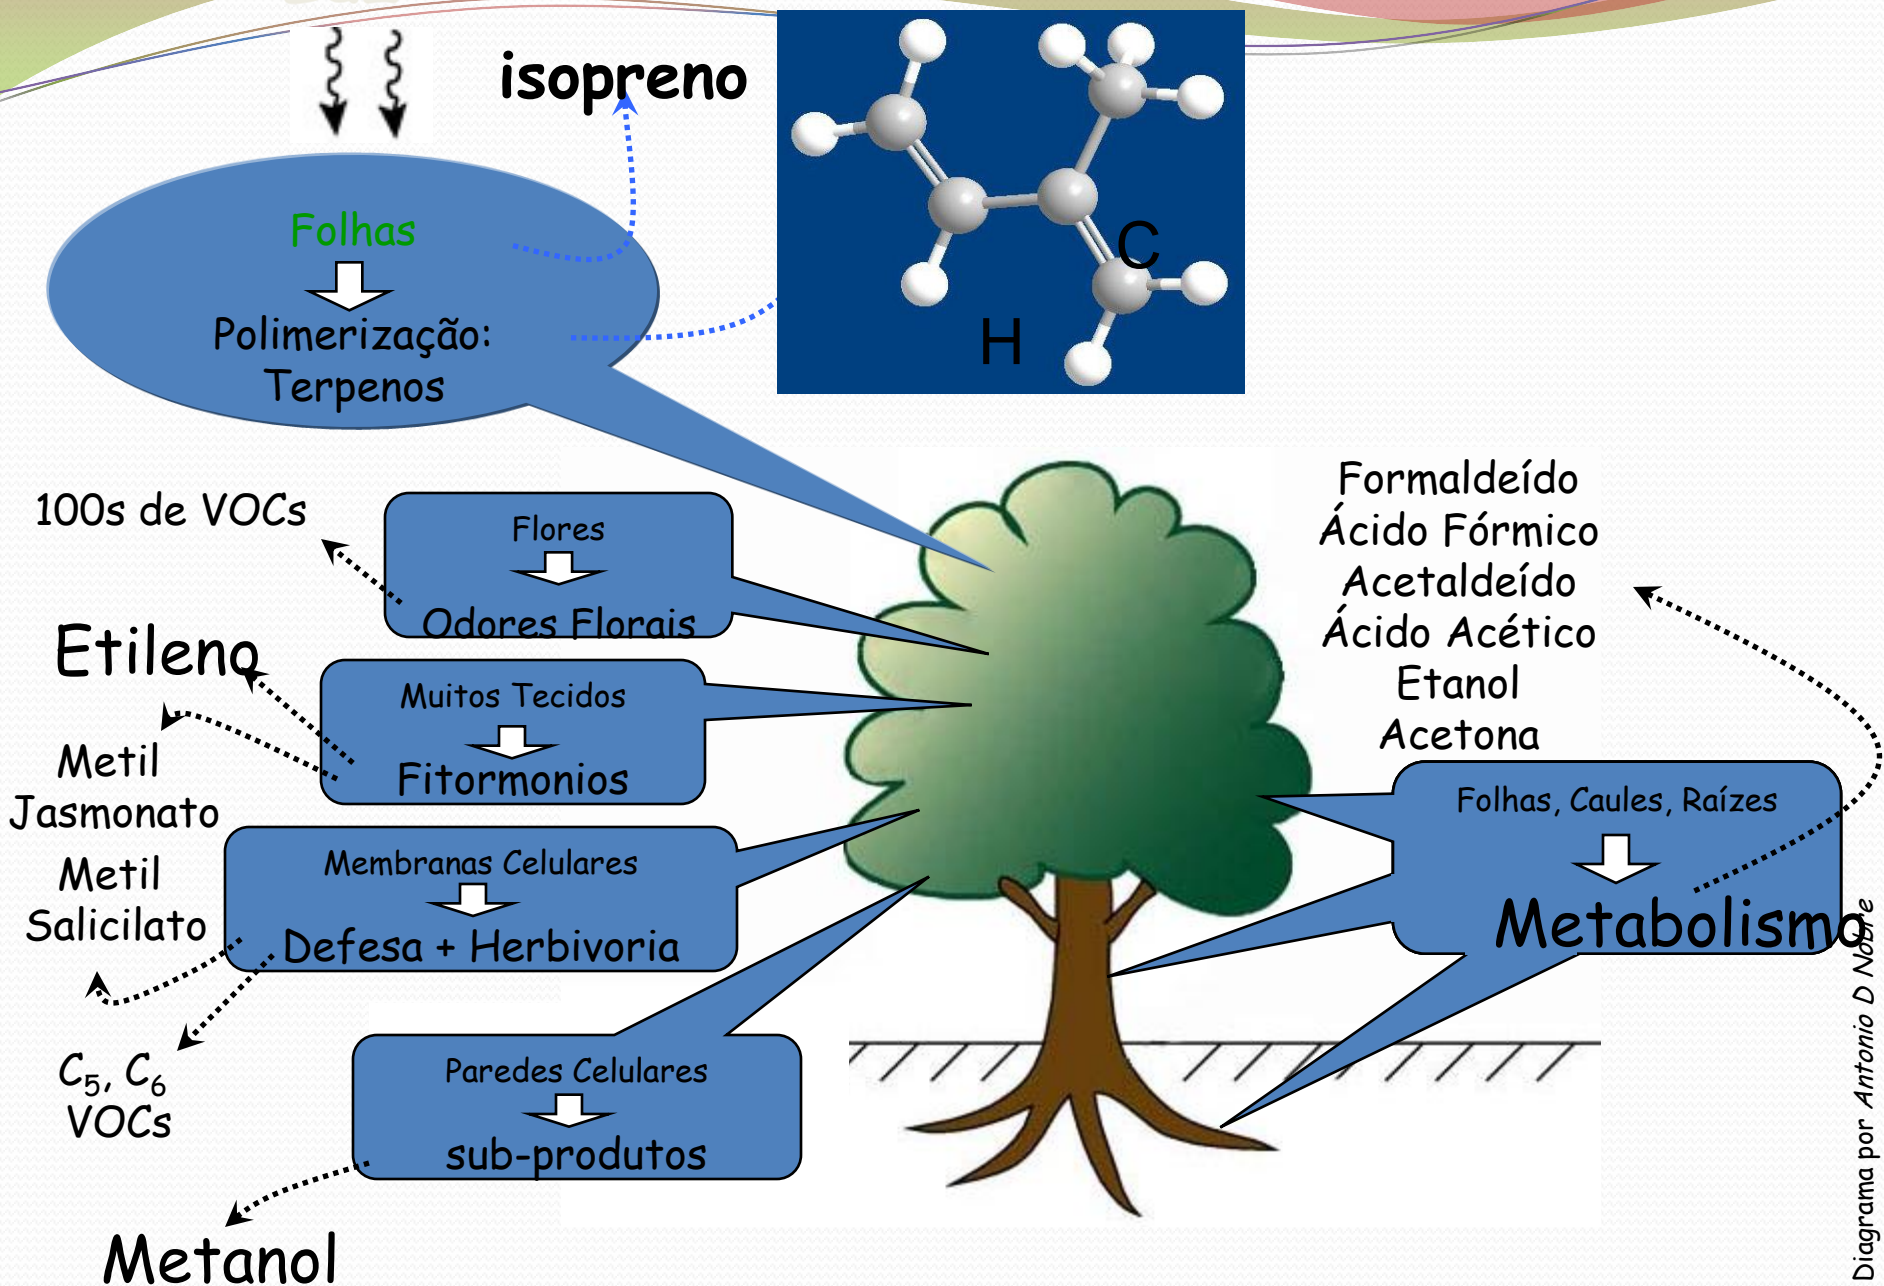 isopreno
C
H
Folhas
Polimerização:
Terpenos
100s de VOCs
Flores
Odores Florais
Etileno
Muitos Tecidos
Fitormonios
Metil
Jasmonato
Metil
Salicilato
Membranas Celulares
Defesa + Herbivoria
C₅, C₆
VOCs
Paredes Celulares
sub-produtos
Metanol
Formaldeído
Ácido Fórmico
Acetaldeído
Ácido Acético
Etanol
Acetona
Folhas, Caules, Raízes
Metabolismo
Diagrama por Antonio D Nobre